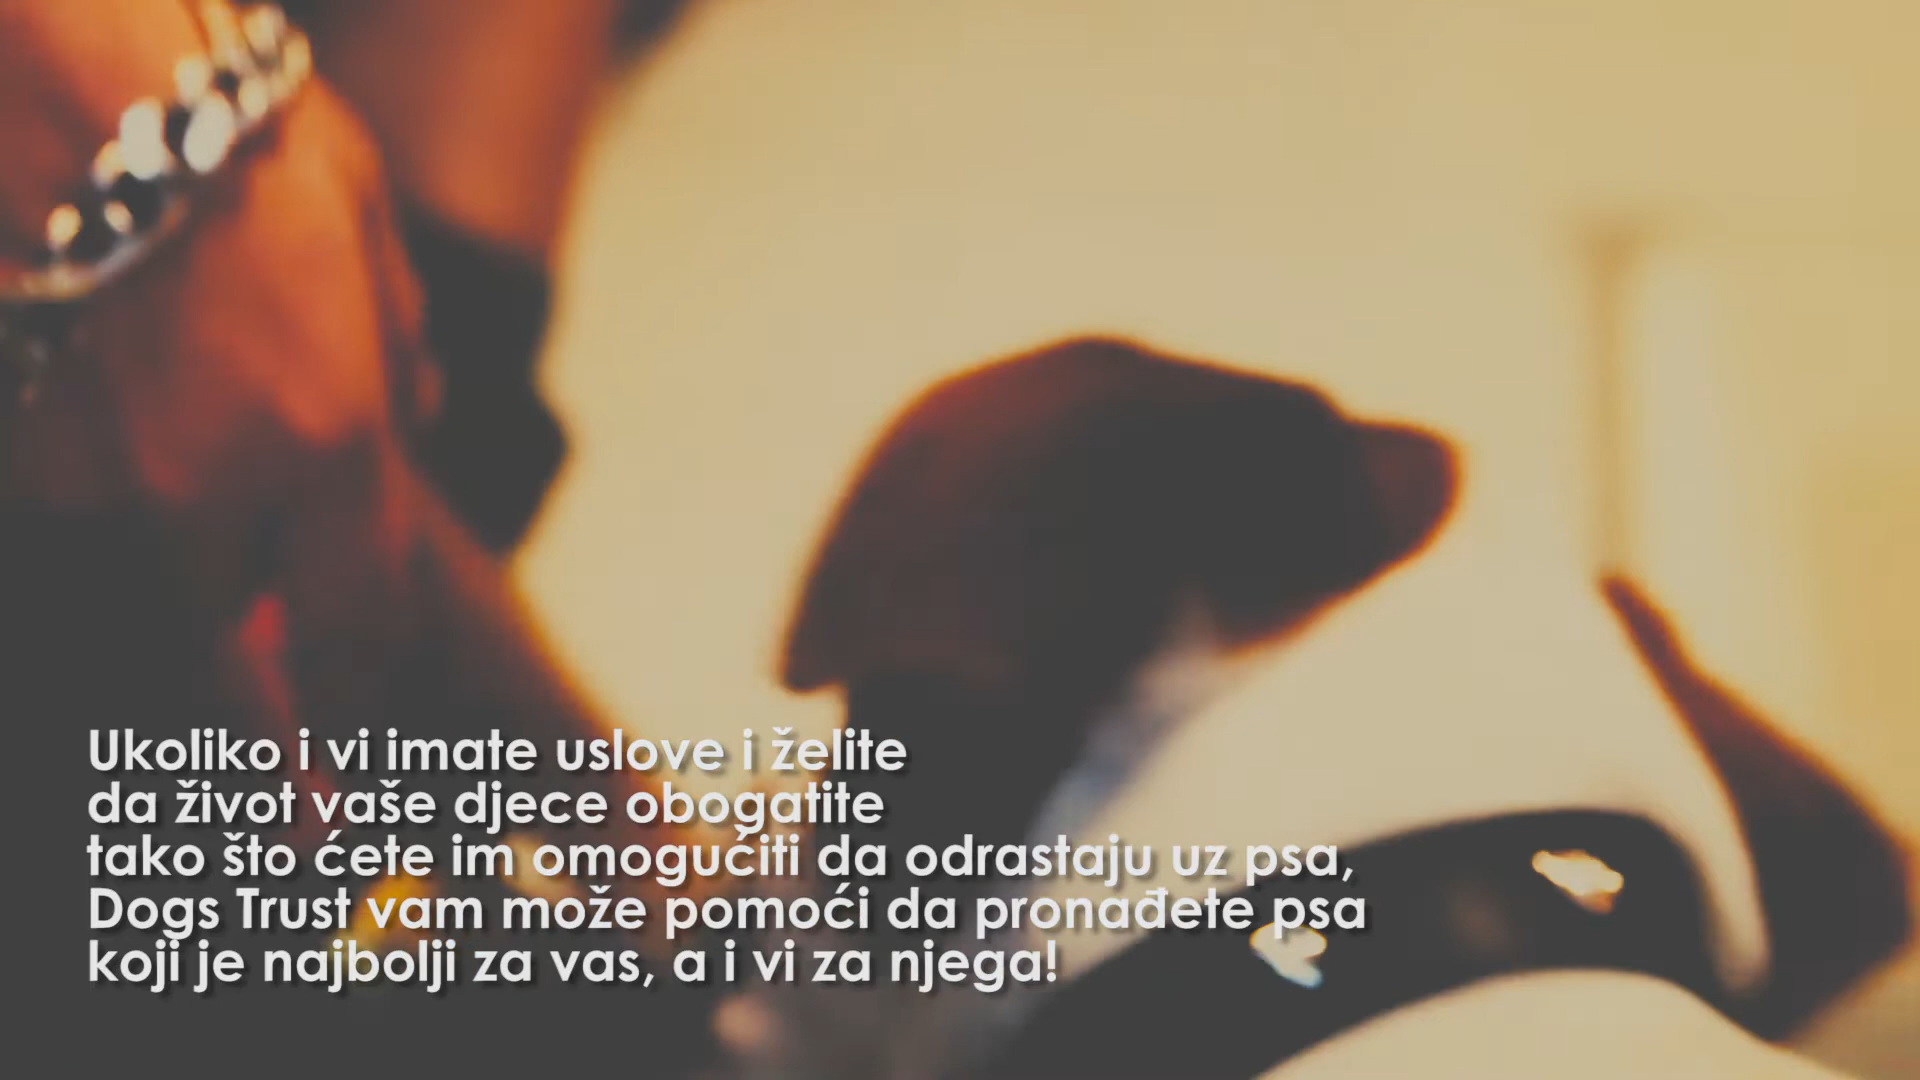 Ukoliko i vi imate uslove i želite
da život vaše djece obogatite
tako što ćete im omogućiti da odrastaju uz psa,
Dogs Trust vam može pomoći da pronađete psa
koji je najbolji za vas, a i vi za njega!